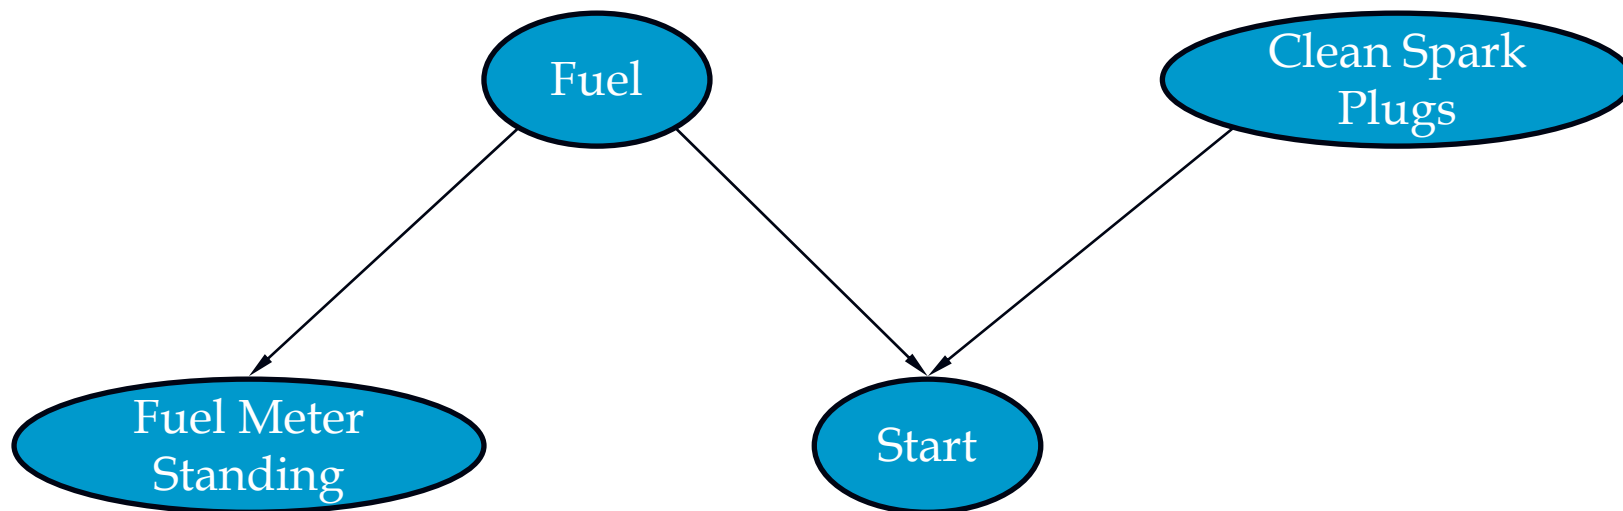 Fuel
Clean Spark
Plugs
Fuel Meter
Standing
Start